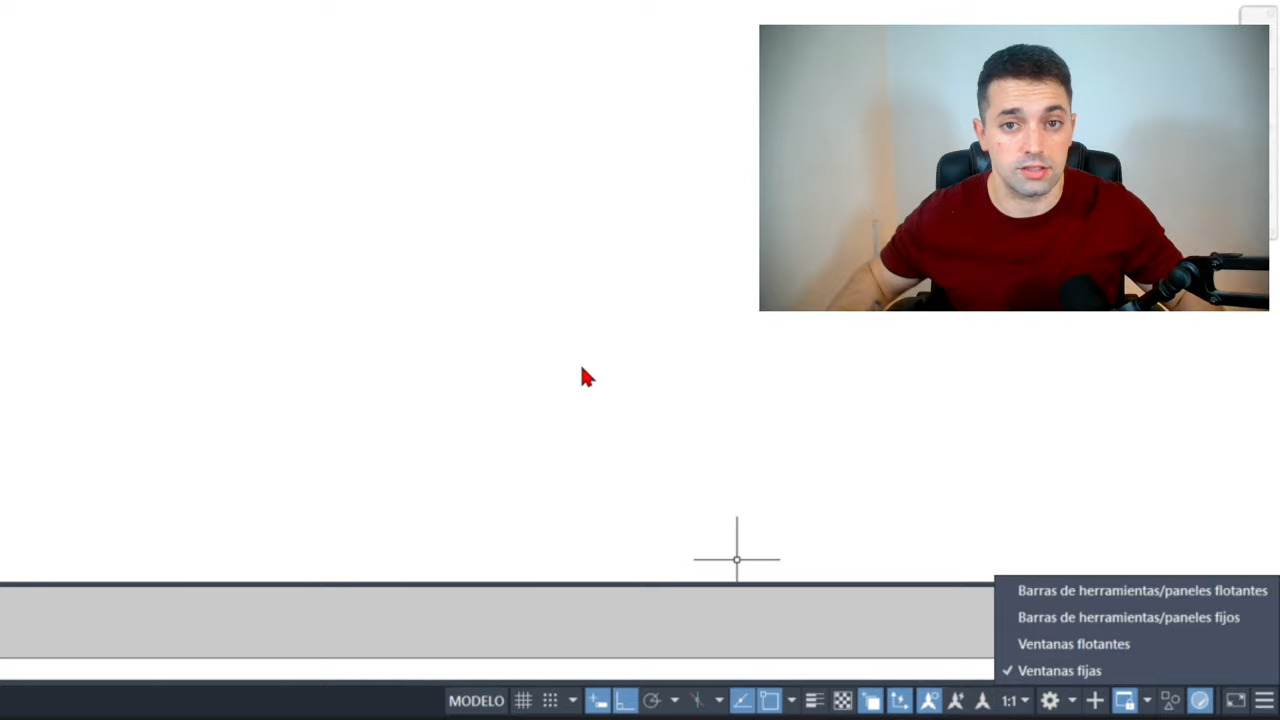 Barras de herramientas/paneles flotantes
Barras de herramientas/paneles fijos
Ventanas flotantes
Ventanas fijas
MODELO
1:1